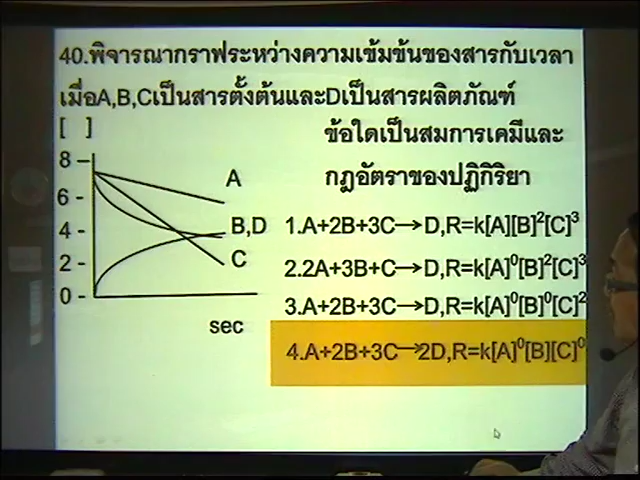 40.พิจารณากราฟระหว่างความเข้มข้นของสารกับเวลา
เมื่อA,B,Cเป็นสารตั้งต้นและDเป็นสารผลิตภัณฑ์
[ ]
ข้อใดเป็นสมการเคมีและ
กฎอัตราของปฏิกิริยา
8
6
4
2
0
A
B,D
C
sec
1.A+2B+3C→D,R=k[A][B]²[C]³
2.2A+3B+C→D,R=k[A]⁰[B]²[C]³
3.A+2B+3C→D,R=k[A]⁰[B]⁰[C]²
4.A+2B+3C→2D,R=k[A]⁰[B][C]⁰